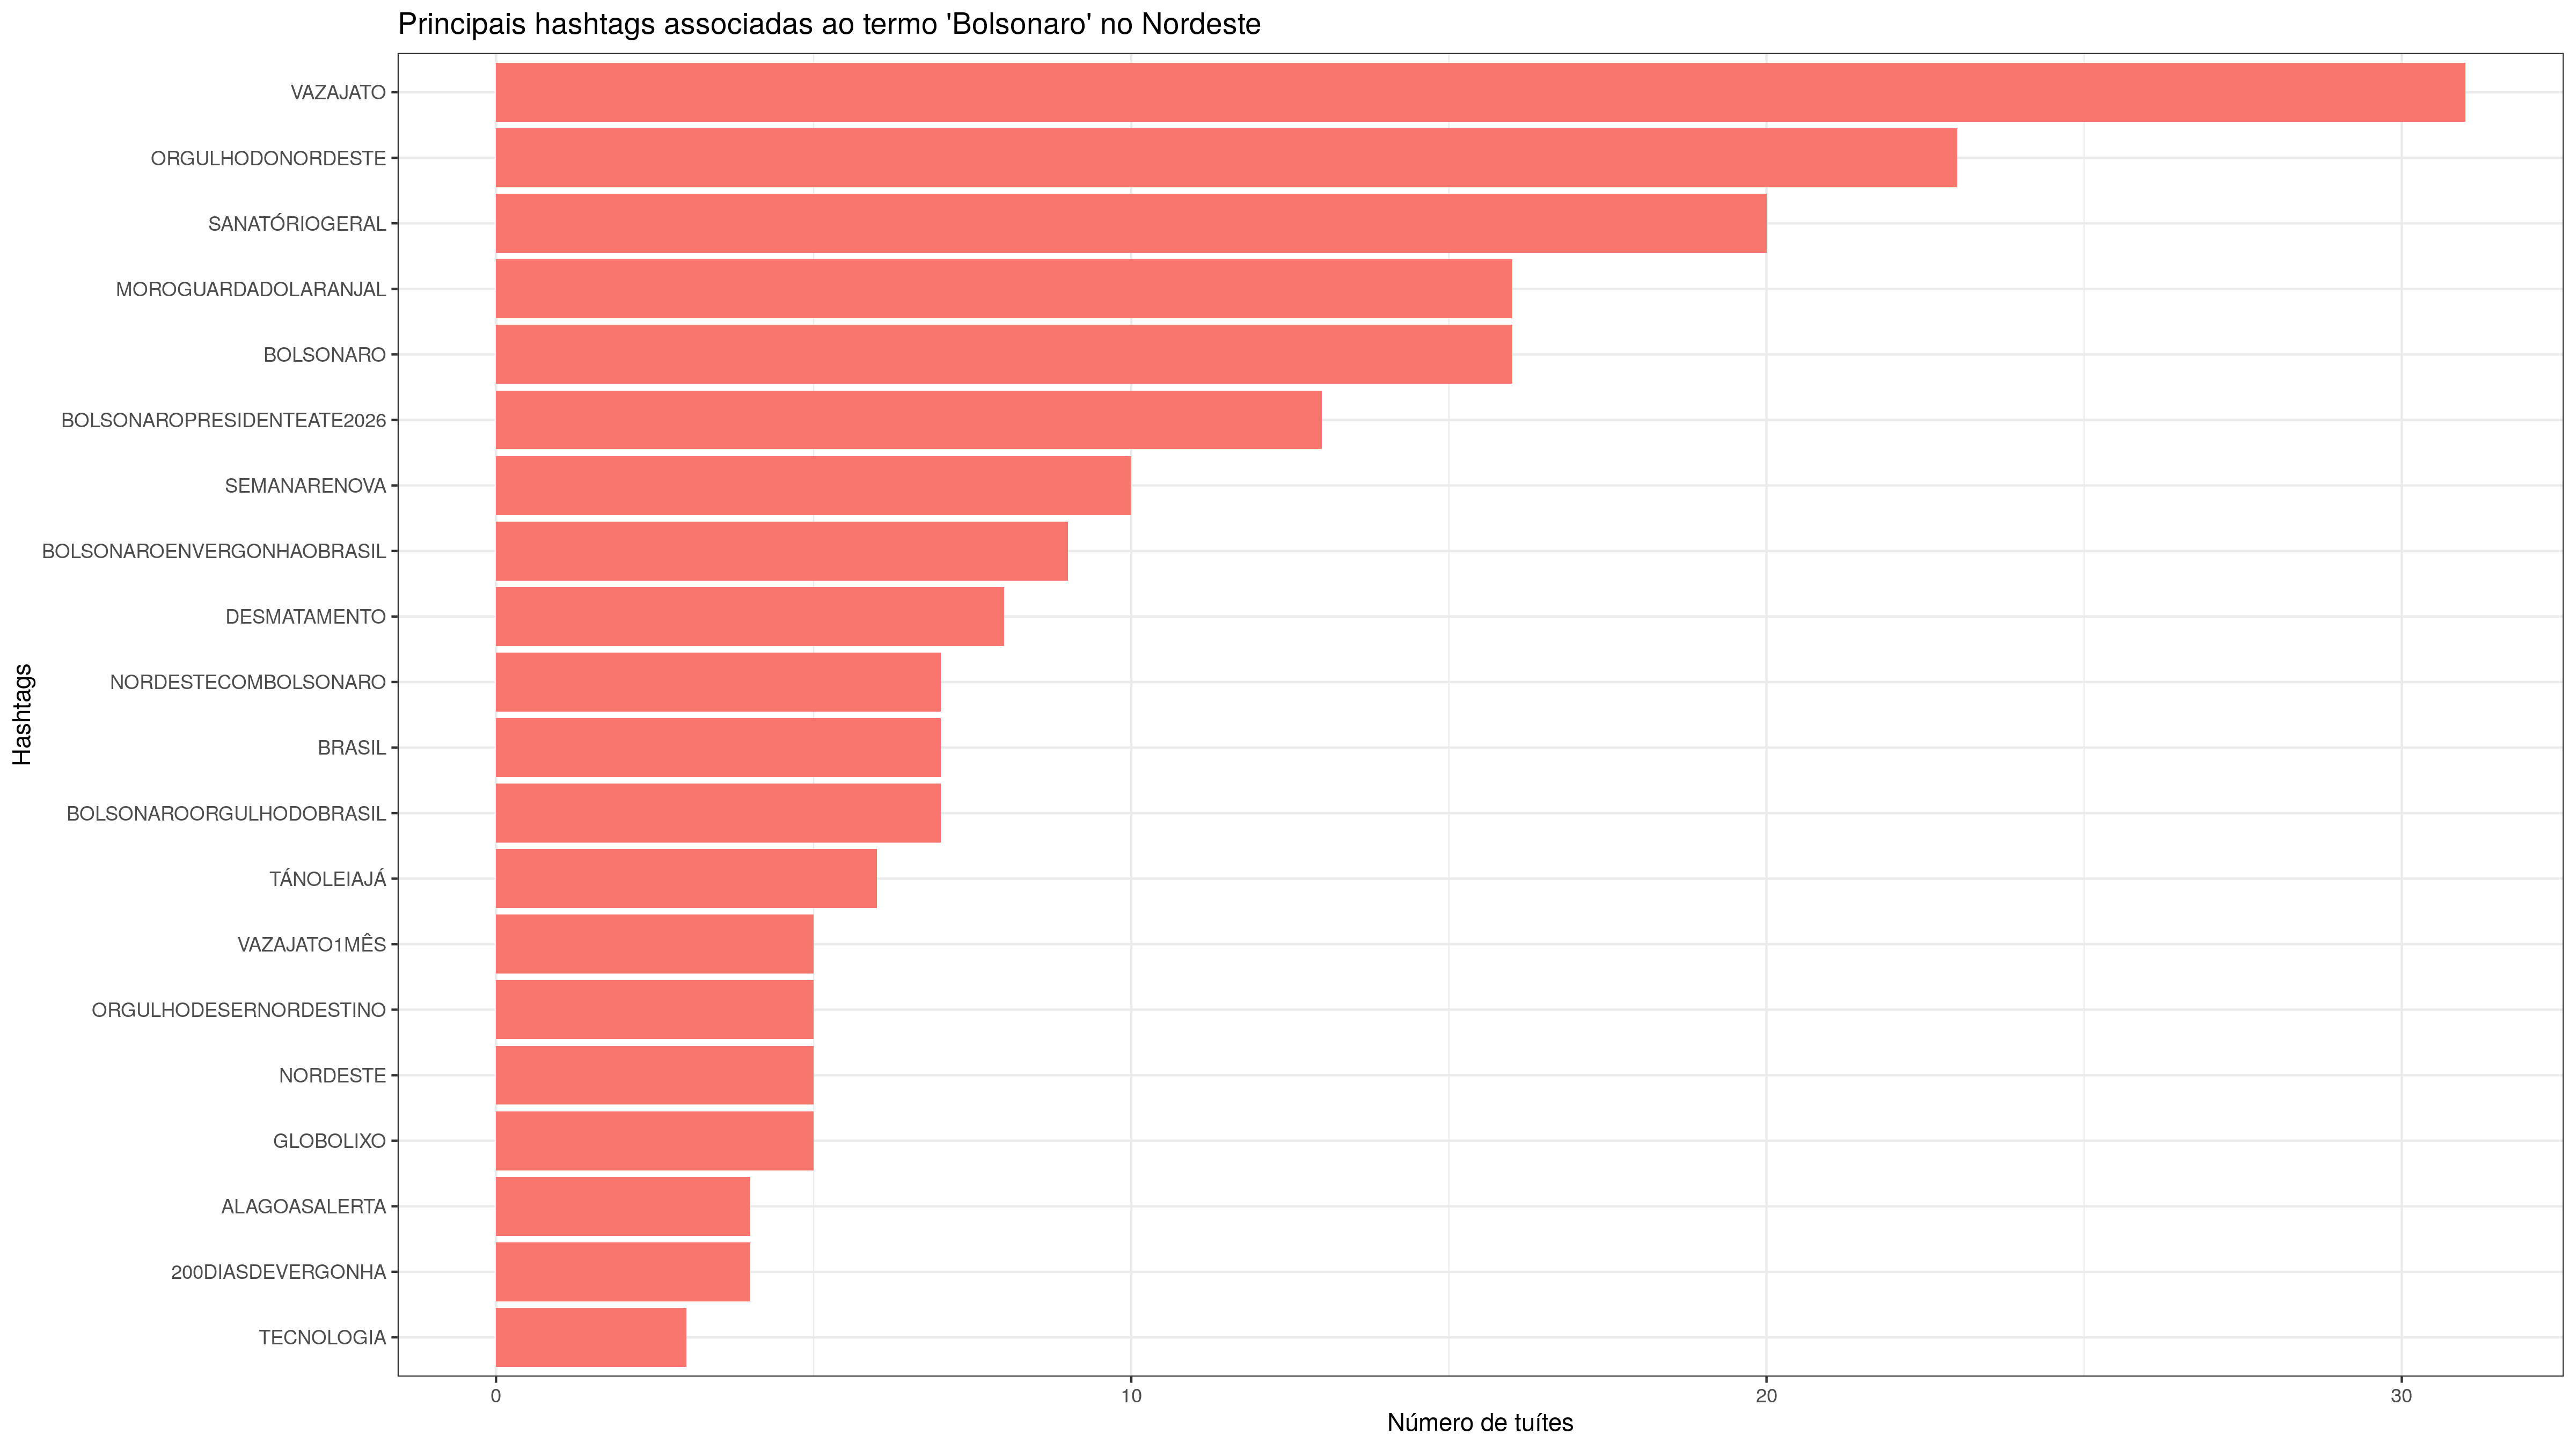 Principais hashtags associadas ao termo 'Bolsonaro' no Nordeste
VAZAJATO
ORGULHODONORDESTE
SANATÓRIOGERAL
MOROGUARDADOLARANJAL
BOLSONARO
BOLSONAROPRESIDENTEATE2026
SEMANARENOVA
BOLSONAROENVERGONHAOBRASIL
DESMATAMENTO
NORDESTECOMBOLSONARO
BRASIL
BOLSONAROORGULHODOBRASIL
TÁNOLEIAJÁ
VAZAJATO1MÊS
ORGULHODESERNORDESTINO
NORDESTE
GLOBOLIXO
ALAGOASALERTA
200DIASDEVERGONHA
TECNOLOGIA
Hashtags
0 10 20 30
Número de tuítes